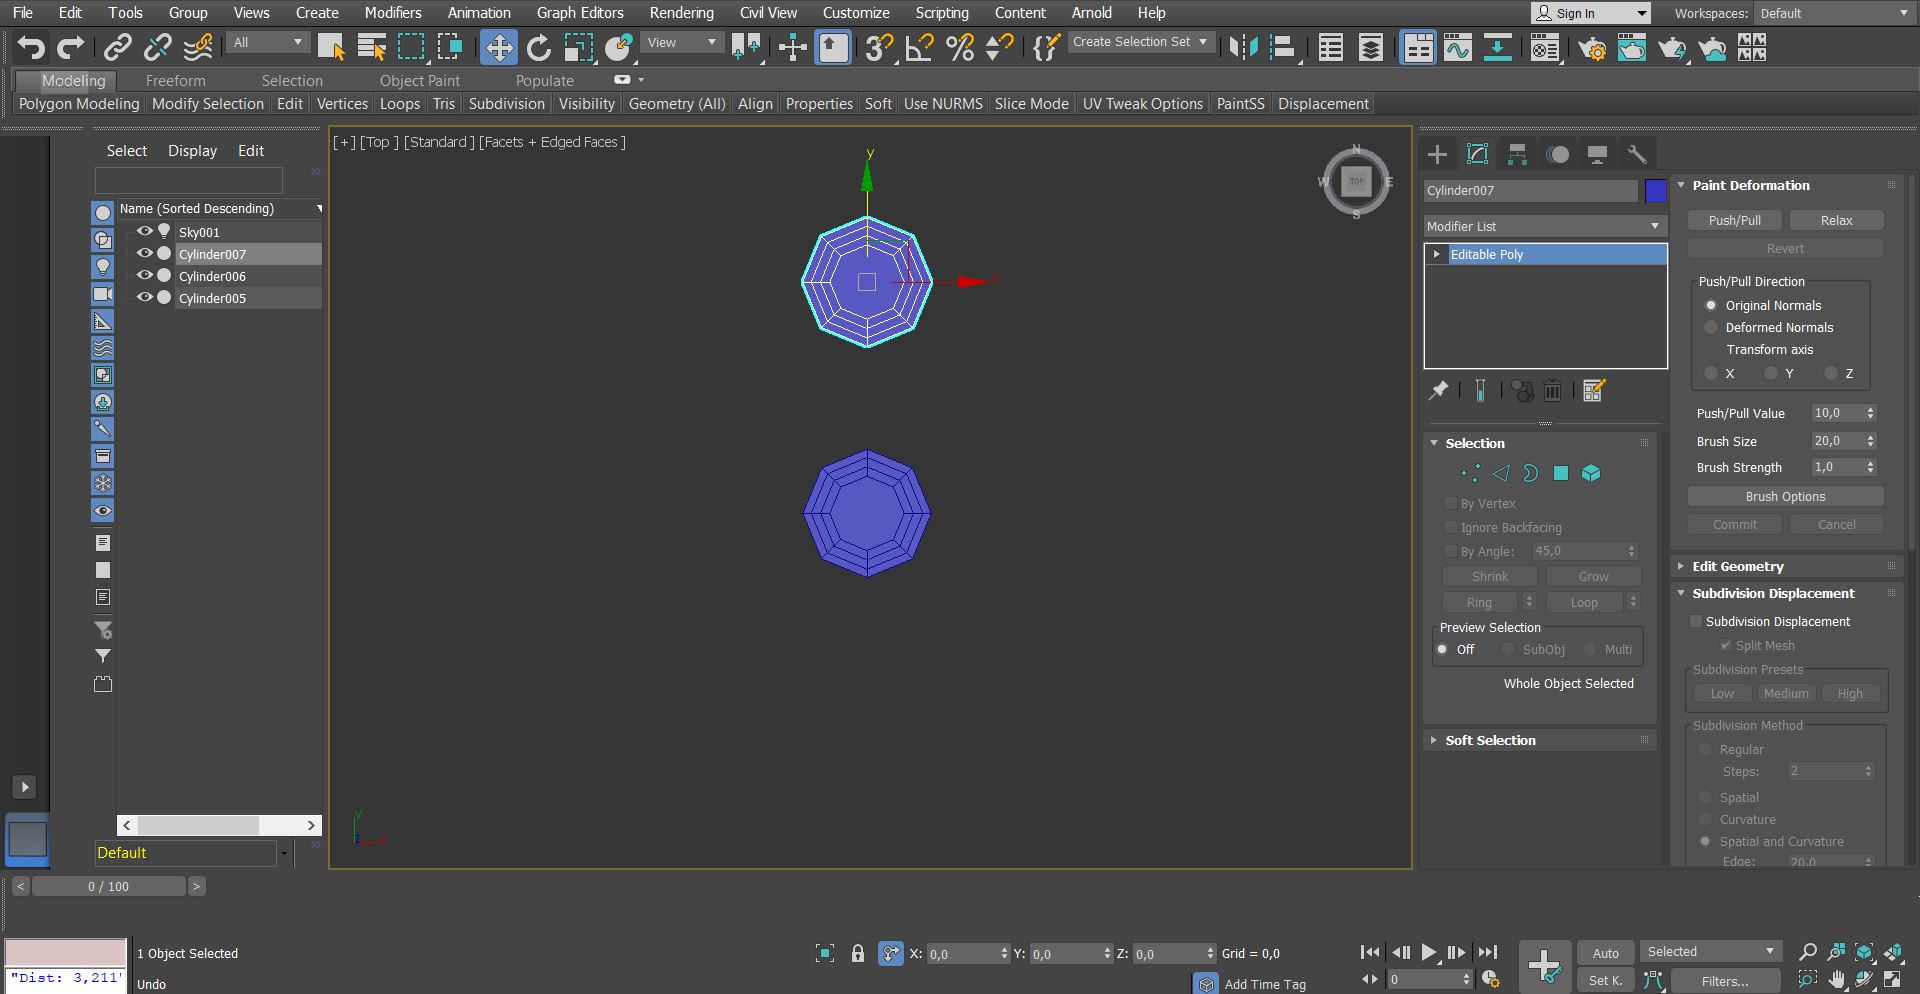 File Edit Tools Group Views Create Modifiers Animation Graph Editors Rendering Civil View Customize Scripting Content Arnold Help Sign In Workspaces: Default
All View Create Selection Set
Modeling Freeform Selection Object Paint Populate
Polygon Modeling Modify Selection Edit Vertices Loops Tris Subdivision Visibility Geometry (All) Align Properties Soft Use NURMS Slice Mode UV Tweak Options PaintSS Displacement
Select Display Edit
Name (Sorted Descending)
Sky001
Cylinder007
Cylinder006
Cylinder005
Default
[+] [Top ] [Standard ] [Facets + Edged Faces ]
y
x
N
W TOP E
S
y
z x
Cylinder007
Modifier List
Editable Poly
Selection
By Vertex
Ignore Backfacing
By Angle: 45,0
Shrink Grow
Ring Loop
Preview Selection
Off SubObj Multi
Whole Object Selected
Soft Selection
Paint Deformation
Push/Pull Relax
Revert
Push/Pull Direction
Original Normals
Deformed Normals
Transform axis
X Y Z
Push/Pull Value 10,0
Brush Size 20,0
Brush Strength 1,0
Brush Options
Commit Cancel
Edit Geometry
Subdivision Displacement
Subdivision Displacement
Split Mesh
Subdivision Presets
Low Medium High
Subdivision Method
Regular
Steps: 2
Spatial
Curvature
Spatial and Curvature
Edge: 20,0
< 0 / 100 >
"Dist: 3,211"
1 Object Selected
Undo
X: 0,0 Y: 0,0 Z: 0,0 Grid = 0,0
Add Time Tag
0
Auto Selected
Set K. Filters...